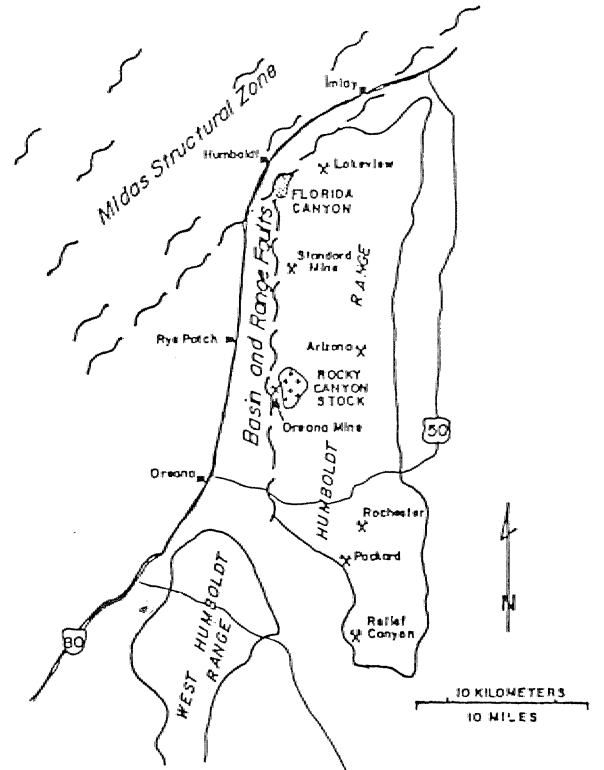 Imlay
Midas Structural Zone
Humboldt
Lakeview
FLORIDA
CANYON
Basin and Range Faults
Standard
Mine
RANGE
Rye Patch
Arizona
ROCKY
CANYON
STOCK
Oreana Mine
50
Oreana
HUMBOLDT
Rochester
Packard
N
Relief
Canyon
80
WEST HUMBOLDT
RANGE
10 KILOMETERS
10 MILES